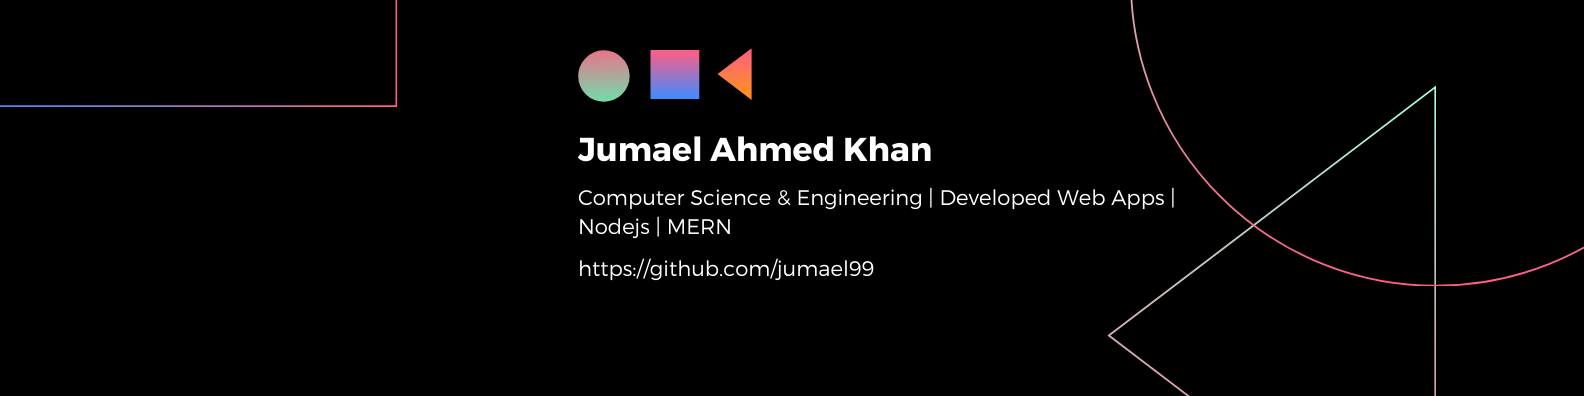 Jumael Ahmed Khan
Computer Science & Engineering | Developed Web Apps |
Nodejs | MERN
https://github.com/jumael99